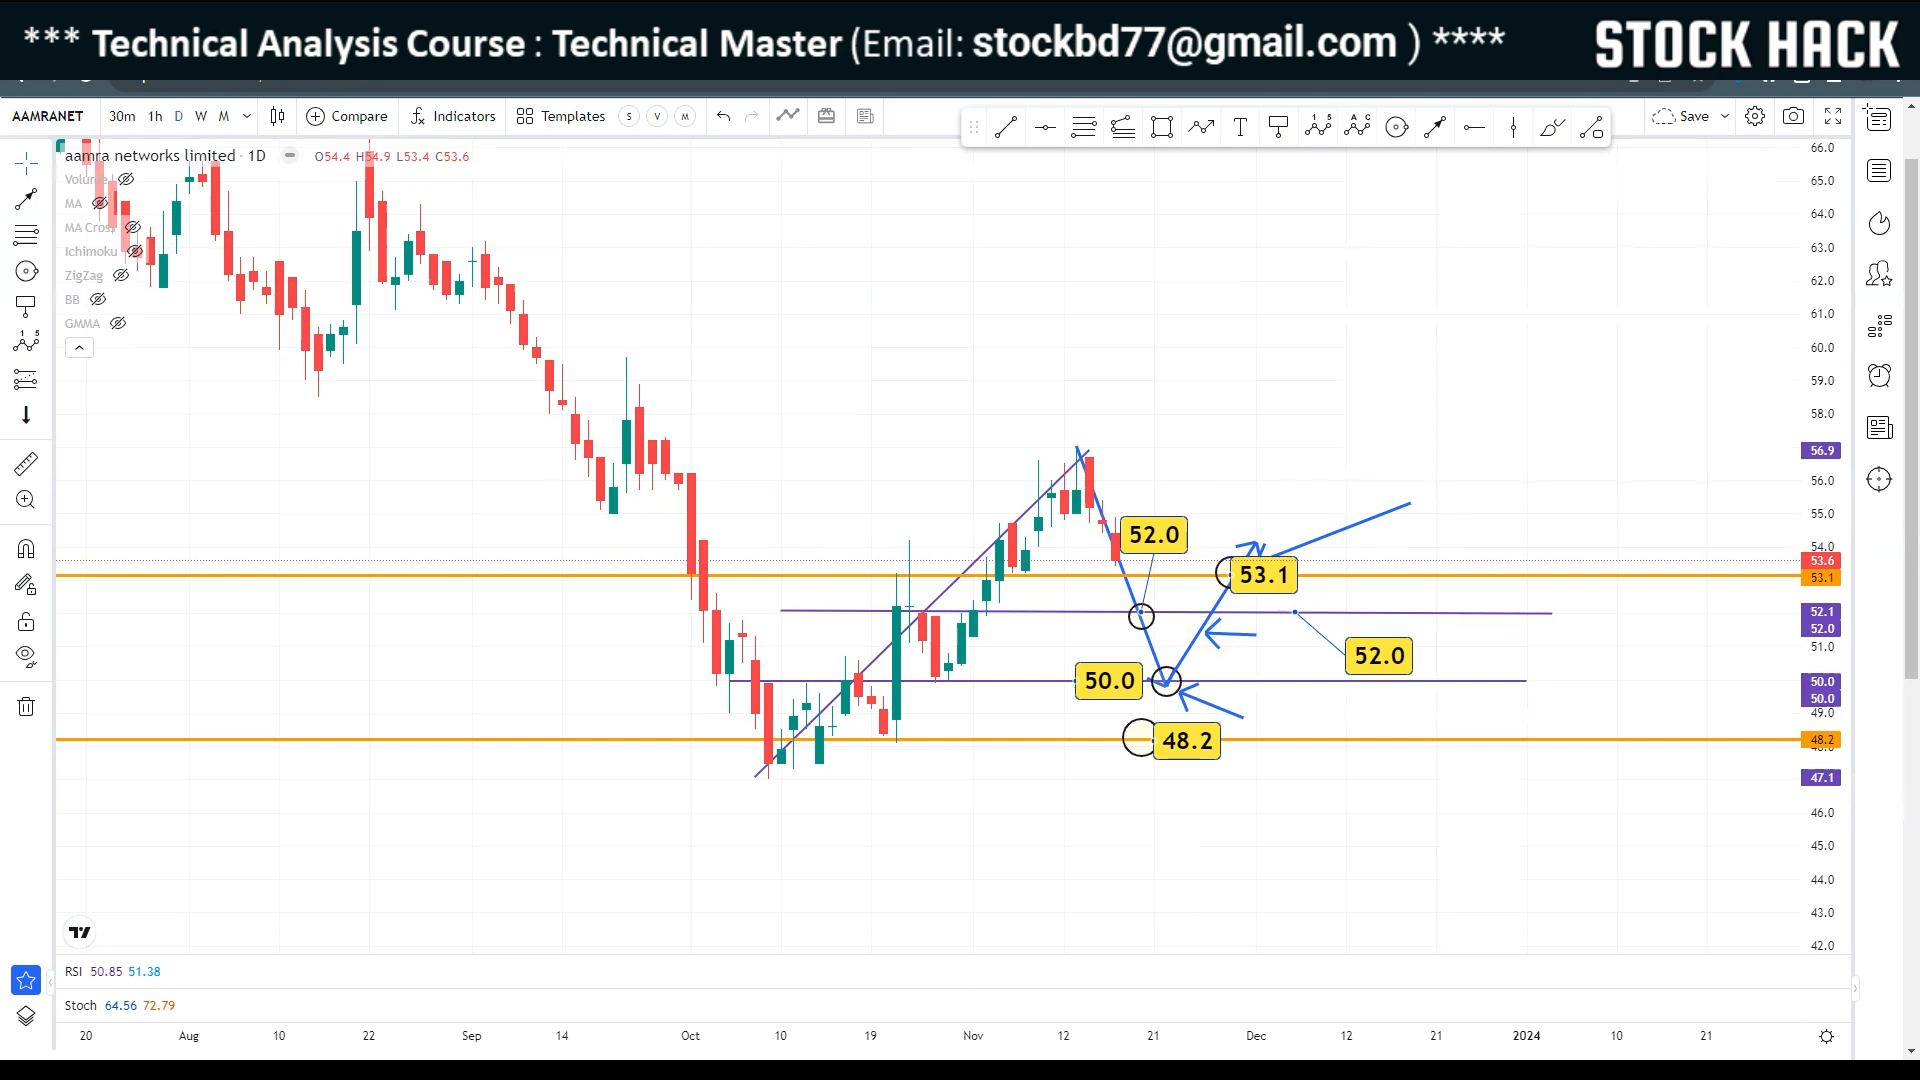 *** Technical Analysis Course : Technical Master (Email: stockbd77@gmail.com ) ****
STOCK HACK
AAMRANET 30m 1h D W M Compare Indicators Templates S V M Save
aamra networks limited · 1D O54.4 H54.9 L53.4 C53.6
Volume
MA
MA Cross
Ichimoku
ZigZag
BB
GMMA
66.0
65.0
64.0
63.0
62.0
61.0
60.0
59.0
58.0
56.9
56.0
55.0
54.0
53.6
53.1
52.1
52.0
51.0
50.0
50.0
49.0
48.2
47.1
46.0
45.0
44.0
43.0
42.0
52.0
53.1
52.0
50.0
48.2
RSI 50.85 51.38
Stoch 64.56 72.79
20 Aug 10 22 Sep 14 Oct 10 19 Nov 12 21 Dec 12 21 2024 10 21